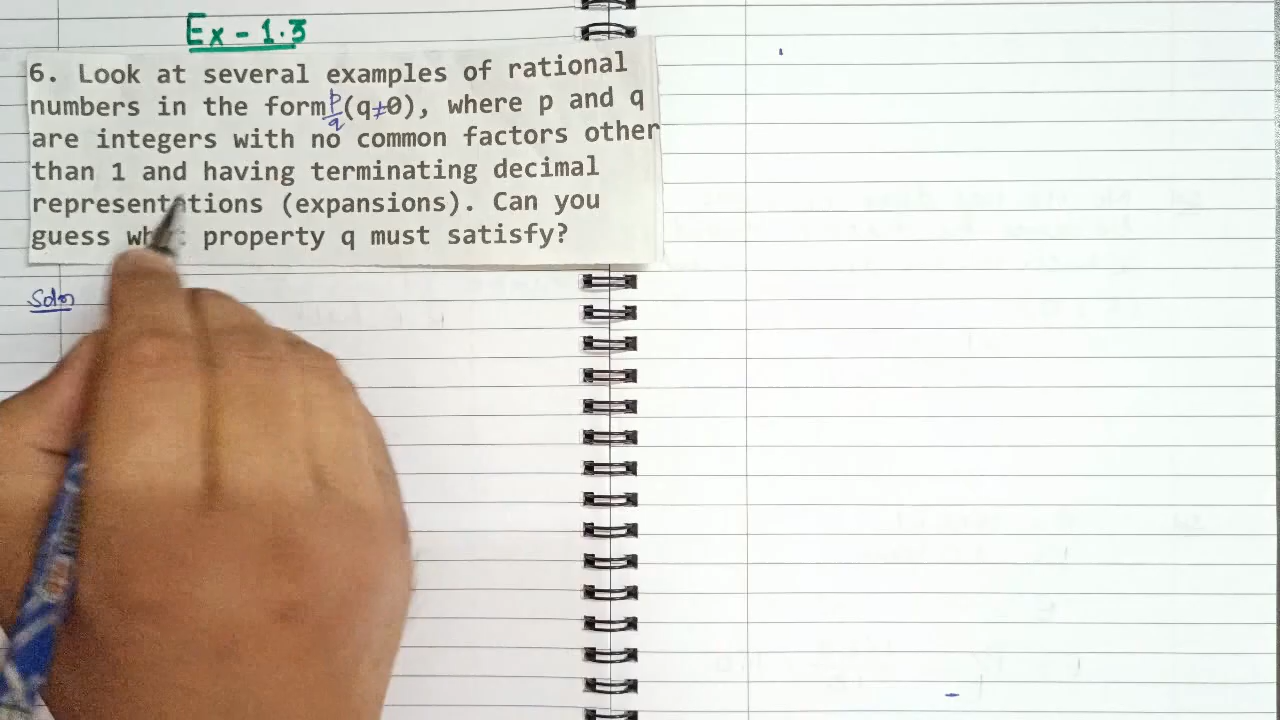 Ex - 1.3
6. Look at several examples of rational
numbers in the form p/q (q≠0), where p and q
are integers with no common factors other
than 1 and having terminating decimal
representations (expansions). Can you
guess property q must satisfy?
Soln